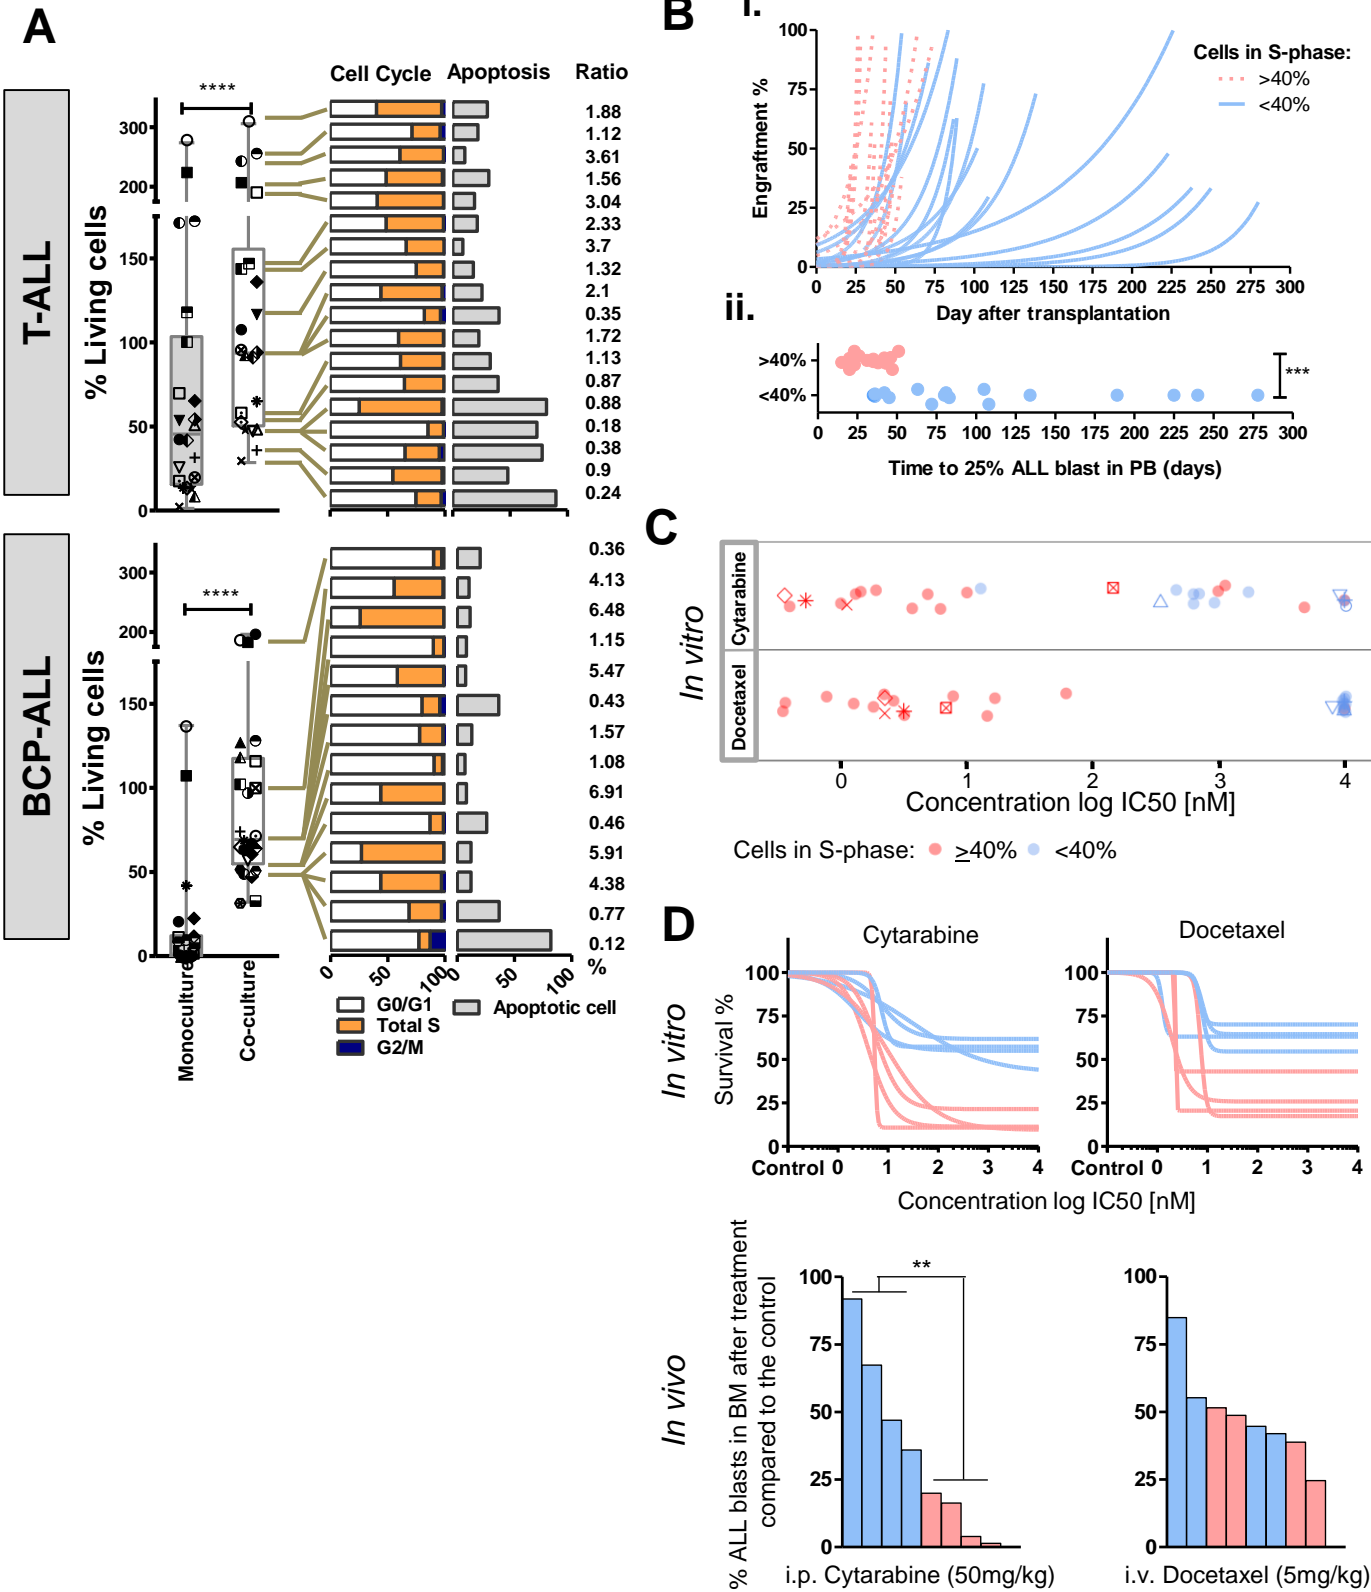 A
T-ALL
% Living cells
300
200
150
100
50
0
****
Cell Cycle
Apoptosis
Ratio
1.88
1.12
3.61
1.56
3.04
2.33
3.7
1.32
2.1
0.35
1.72
1.13
0.87
0.88
0.18
0.38
0.9
0.24
BCP-ALL
% Living cells
300
200
150
100
50
0
****
0.36
4.13
6.48
1.15
5.47
0.43
1.57
1.08
6.91
0.46
5.91
4.38
0.77
0.12
%
0 50 100
0 50 100
Monoculture
Co-culture
G0/G1
Total S
G2/M
Apoptotic cell
B
i.
Engraftment %
100
75
50
25
0
0 25 50 75 100 125 150 175 200 225 250 275 300
Day after transplantation
Cells in S-phase:
>40%
<40%
ii.
>40%
<40%
***
0 25 50 75 100 125 150 175 200 225 250 275 300
Time to 25% ALL blast in PB (days)
C
In vitro
Cytarabine
Docetaxel
0 1 2 3 4
Concentration log IC50 [nM]
Cells in S-phase: ≥40% <40%
D
In vitro
Cytarabine
Docetaxel
Survival %
100
75
50
25
0
Control 0 1 2 3 4
100
75
50
25
0
Control 0 1 2 3 4
Concentration log IC50 [nM]
In vivo
% ALL blasts in BM after treatment
compared to the control
100
75
50
25
0
**
i.p. Cytarabine (50mg/kg)
100
75
50
25
0
i.v. Docetaxel (5mg/kg)